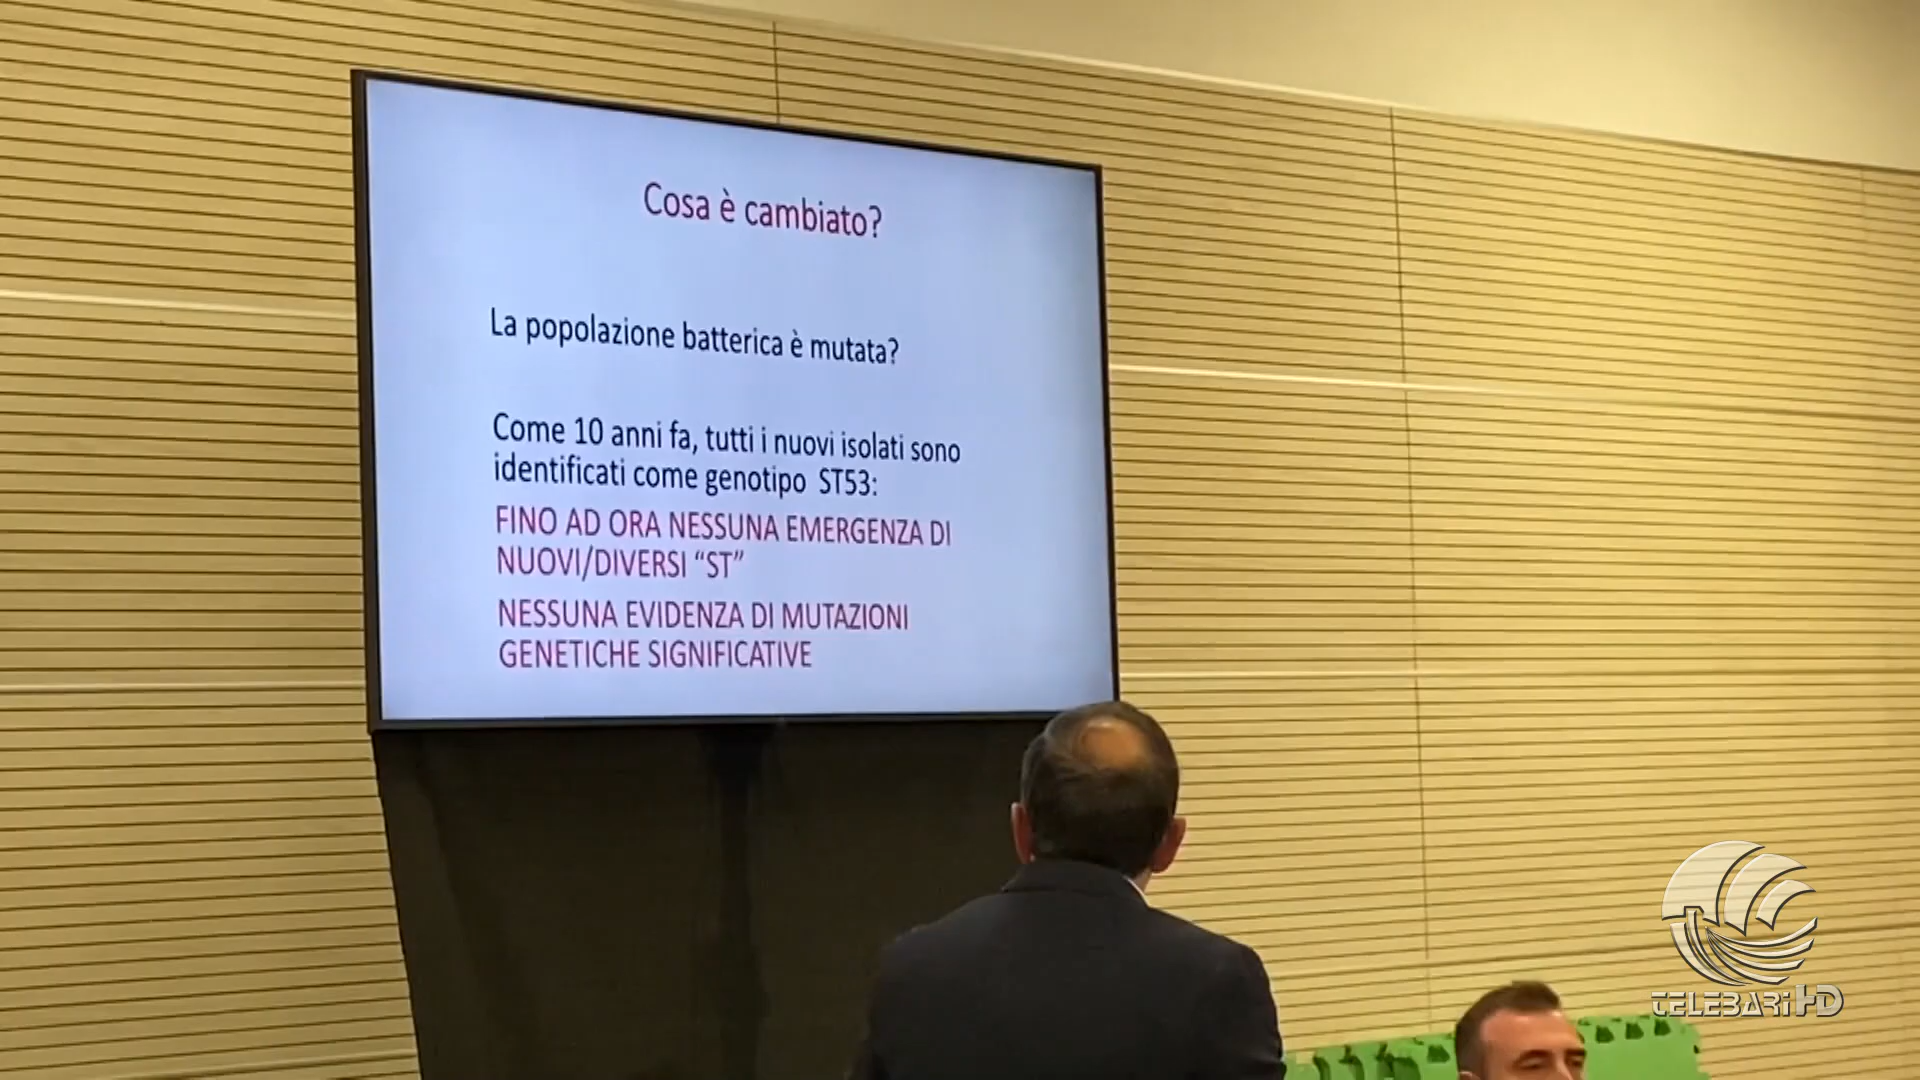 Cosa è cambiato?
La popolazione batterica è mutata?
Come 10 anni fa, tutti i nuovi isolati sono
identificati come genotipo ST53:
FINO AD ORA NESSUNA EMERGENZA DI
NUOVI/DIVERSI “ST”
NESSUNA EVIDENZA DI MUTAZIONI
GENETICHE SIGNIFICATIVE
TELEBARI HD